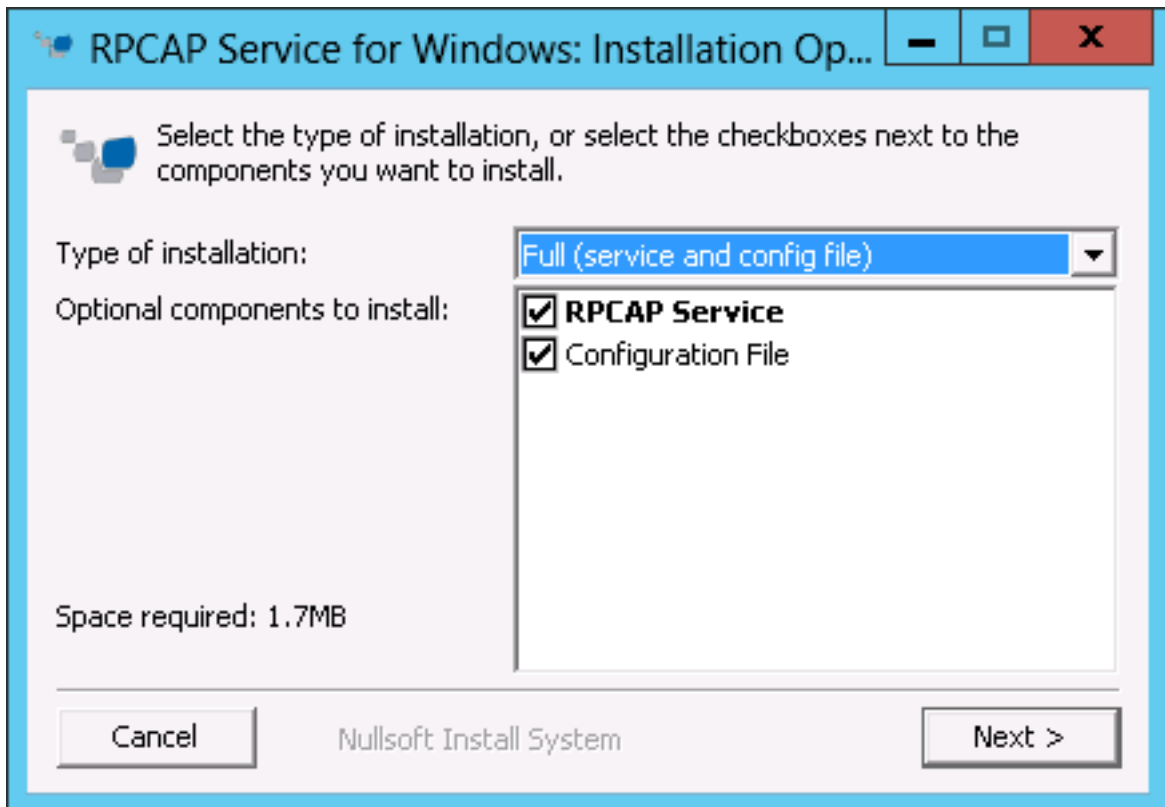 RPCAP Service for Windows: Installation Op...
Select the type of installation, or select the checkboxes next to the
components you want to install.
Type of installation:
Full (service and config file)
Optional components to install:
RPCAP Service
Configuration File
Space required: 1.7MB
Cancel
Nullsoft Install System
Next >